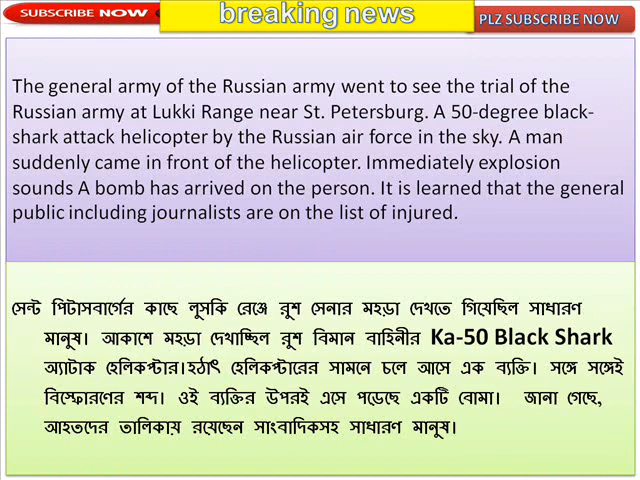 SUBSCRIBE NOW
breaking news
PLZ SUBSCRIBE NOW
The general army of the Russian army went to see the trial of the
Russian army at Lukki Range near St. Petersburg. A 50-degree black-
shark attack helicopter by the Russian air force in the sky. A man
suddenly came in front of the helicopter. Immediately explosion
sounds A bomb has arrived on the person. It is learned that the general
public including journalists are on the list of injured.
সেন্ট পিটাসবার্গের কাছে লুসকি রেঞ্জে রুশ সেনার মহড়া দেখতে গিয়েছিল সাধারণ
মানুষ। আকাশে মহড়া দেখাচ্ছিল রুশ বিমান বাহিনীর Ka-50 Black Shark
অ্যাটাক হেলিকপ্টার।হঠাৎ হেলিকপ্টারের সামনে চলে আসে এক ব্যক্তি। সঙ্গে সঙ্গেই
বিস্ফোরণের শব্দ। ওই ব্যক্তির উপরই এসে পড়েছে একটি বোমা। জানা গেছে,
আহতদের তালিকায় রয়েছেন সাংবাদিকসহ সাধারণ মানুষ।